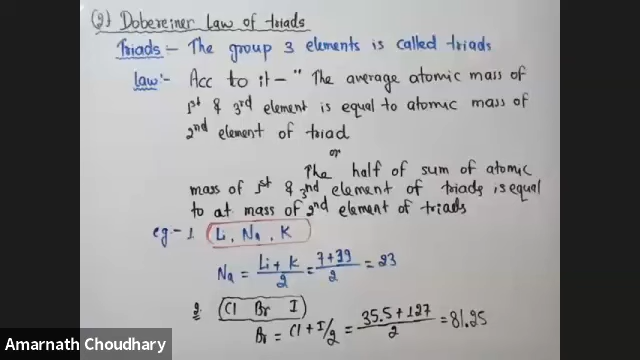 (2) Dobereiner Law of triads
Triads:- The group 3 elements is called triads
Law:- Acc to it - " The average atomic mass of
1st & 3rd element is equal to atomic mass of
2nd element of triad
or
The half of sum of atomic
mass of 1st & 3nd element of triads is equal
to at mass of 2nd element of triads
eg:- 1. Li, Na, K
Na = Li + K / 2 = 7+39 / 2 = 23
2. Cl Br I
Br = Cl + I/2 = 35.5 + 127 / 2 = 81.25
Amarnath Choudhary